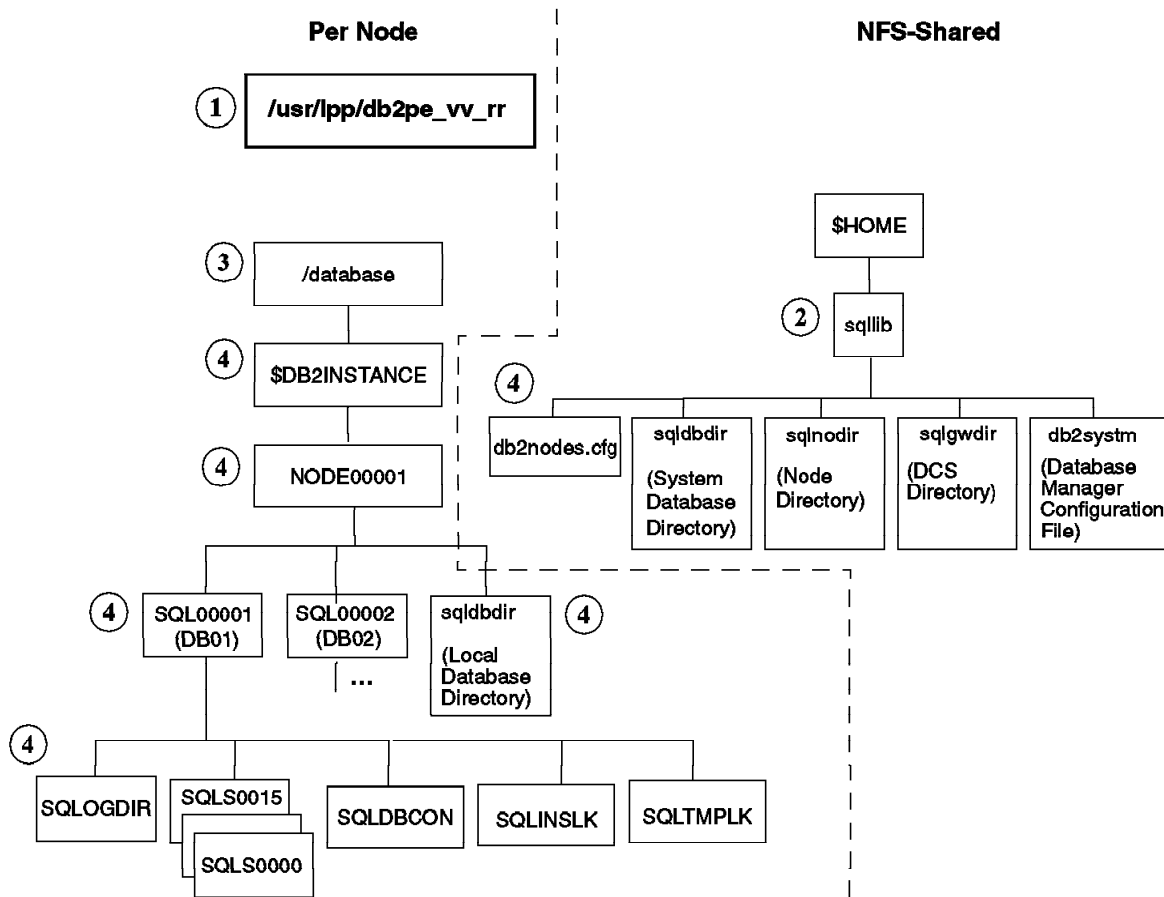 Per Node
NFS-Shared
1
/usr/lpp/db2pe_vv_rr
$HOME
3
/database
2
sqllib
4
$DB2INSTANCE
4
db2nodes.cfg
sqldbdir
(System
Database
Directory)
sqlnodir
(Node
Directory)
sqlgwdir
(DCS
Directory)
db2systm
(Database
Manager
Configuration
File)
4
NODE00001
4
SQL00001
(DB01)
SQL00002
(DB02)
...
sqldbdir
(Local
Database
Directory)
4
4
SQLOGDIR
SQLS0015
SQLS0000
SQLDBCON
SQLINSLK
SQLTMPLK